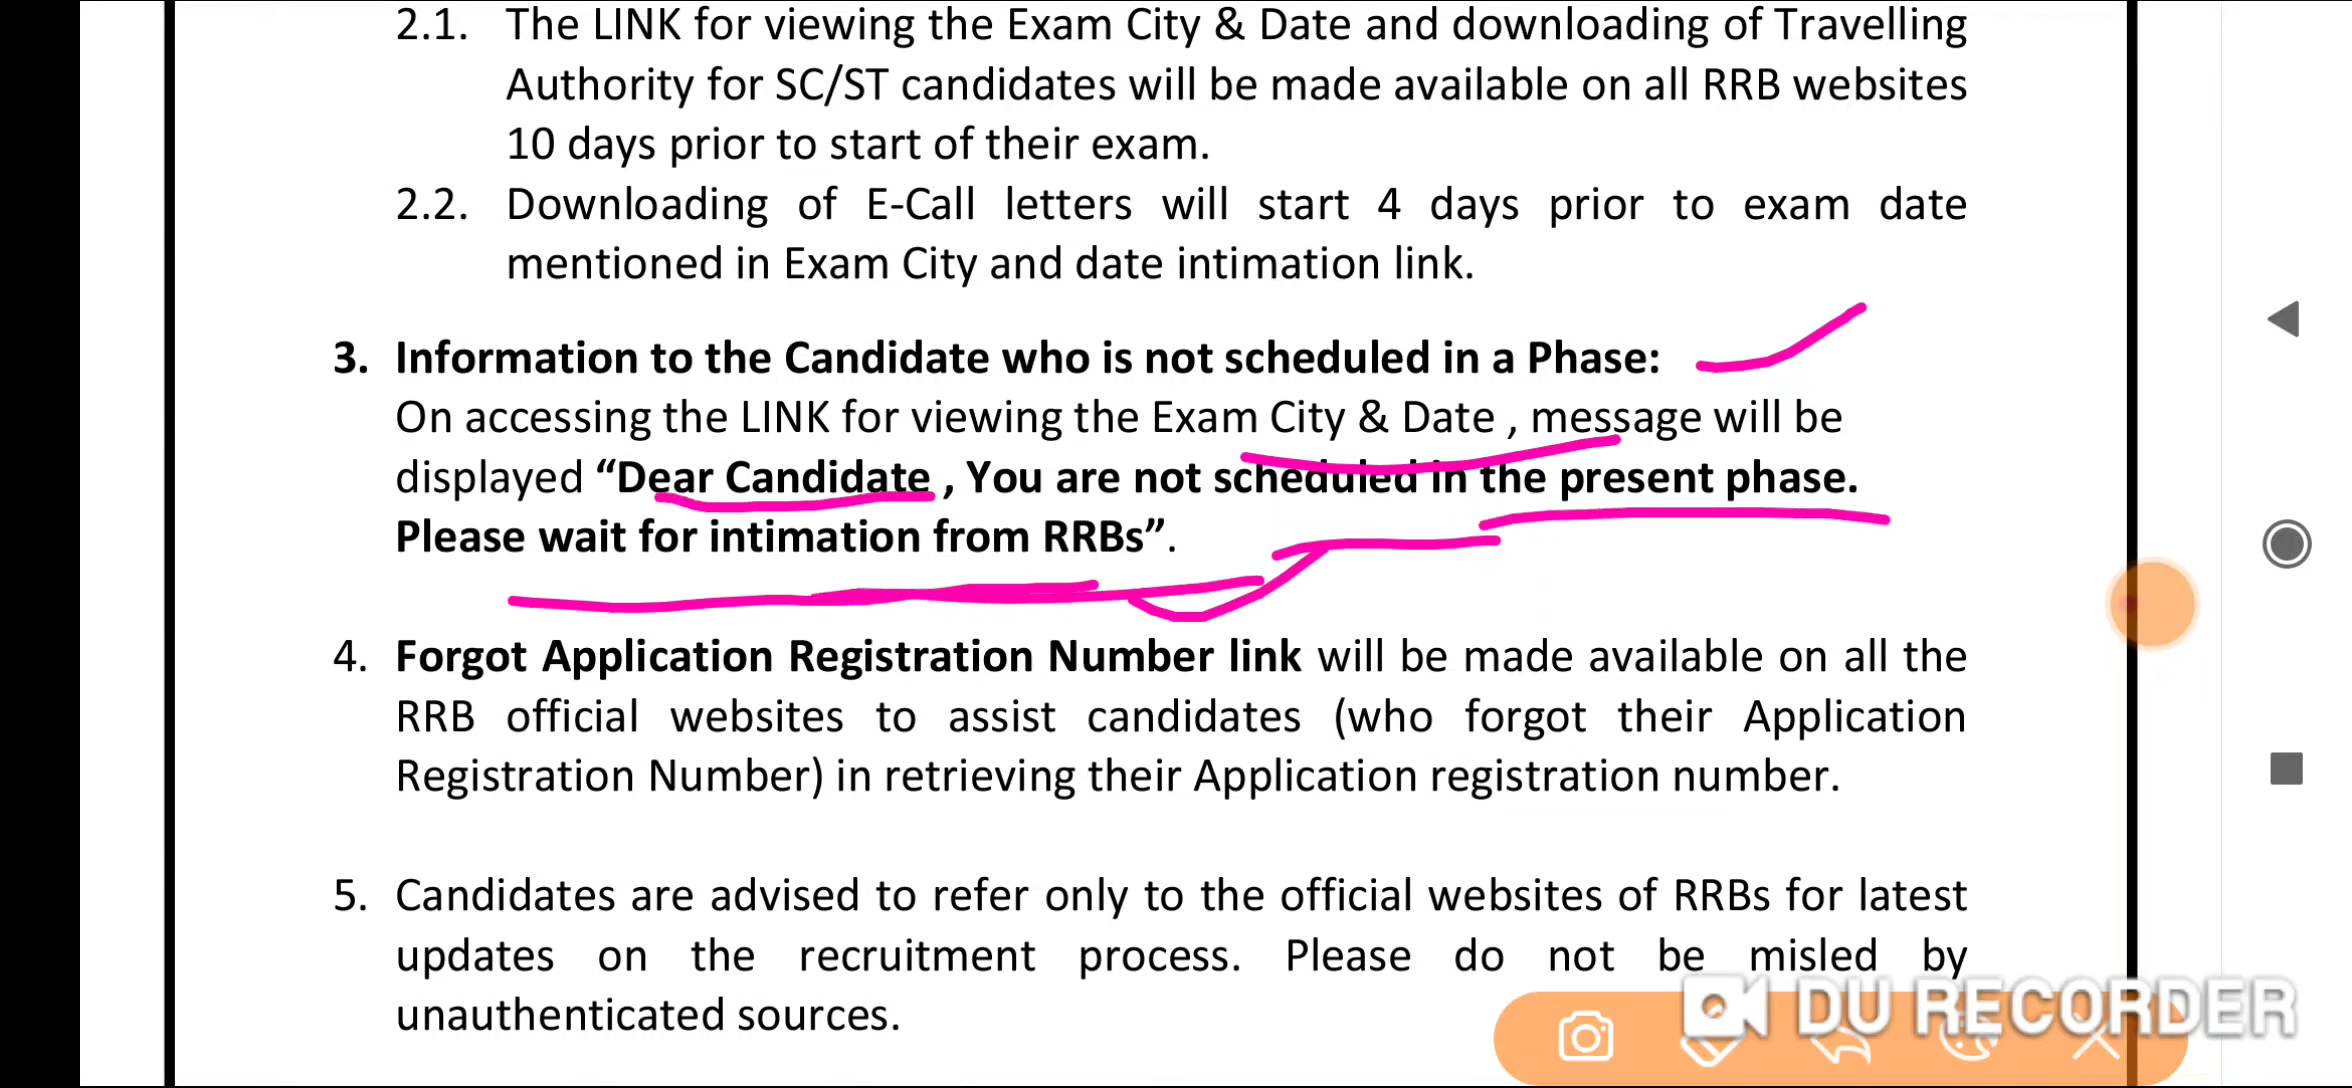 2.1. The LINK for viewing the Exam City & Date and downloading of Travelling
Authority for SC/ST candidates will be made available on all RRB websites
10 days prior to start of their exam.
2.2. Downloading of E-Call letters will start 4 days prior to exam date
mentioned in Exam City and date intimation link.
3. Information to the Candidate who is not scheduled in a Phase:
On accessing the LINK for viewing the Exam City & Date , message will be
displayed “Dear Candidate , You are not scheduled in the present phase.
Please wait for intimation from RRBs”.
4. Forgot Application Registration Number link will be made available on all the
RRB official websites to assist candidates (who forgot their Application
Registration Number) in retrieving their Application registration number.
5. Candidates are advised to refer only to the official websites of RRBs for latest
updates on the recruitment process. Please do not be misled by
unauthenticated sources.
DU RECORDER